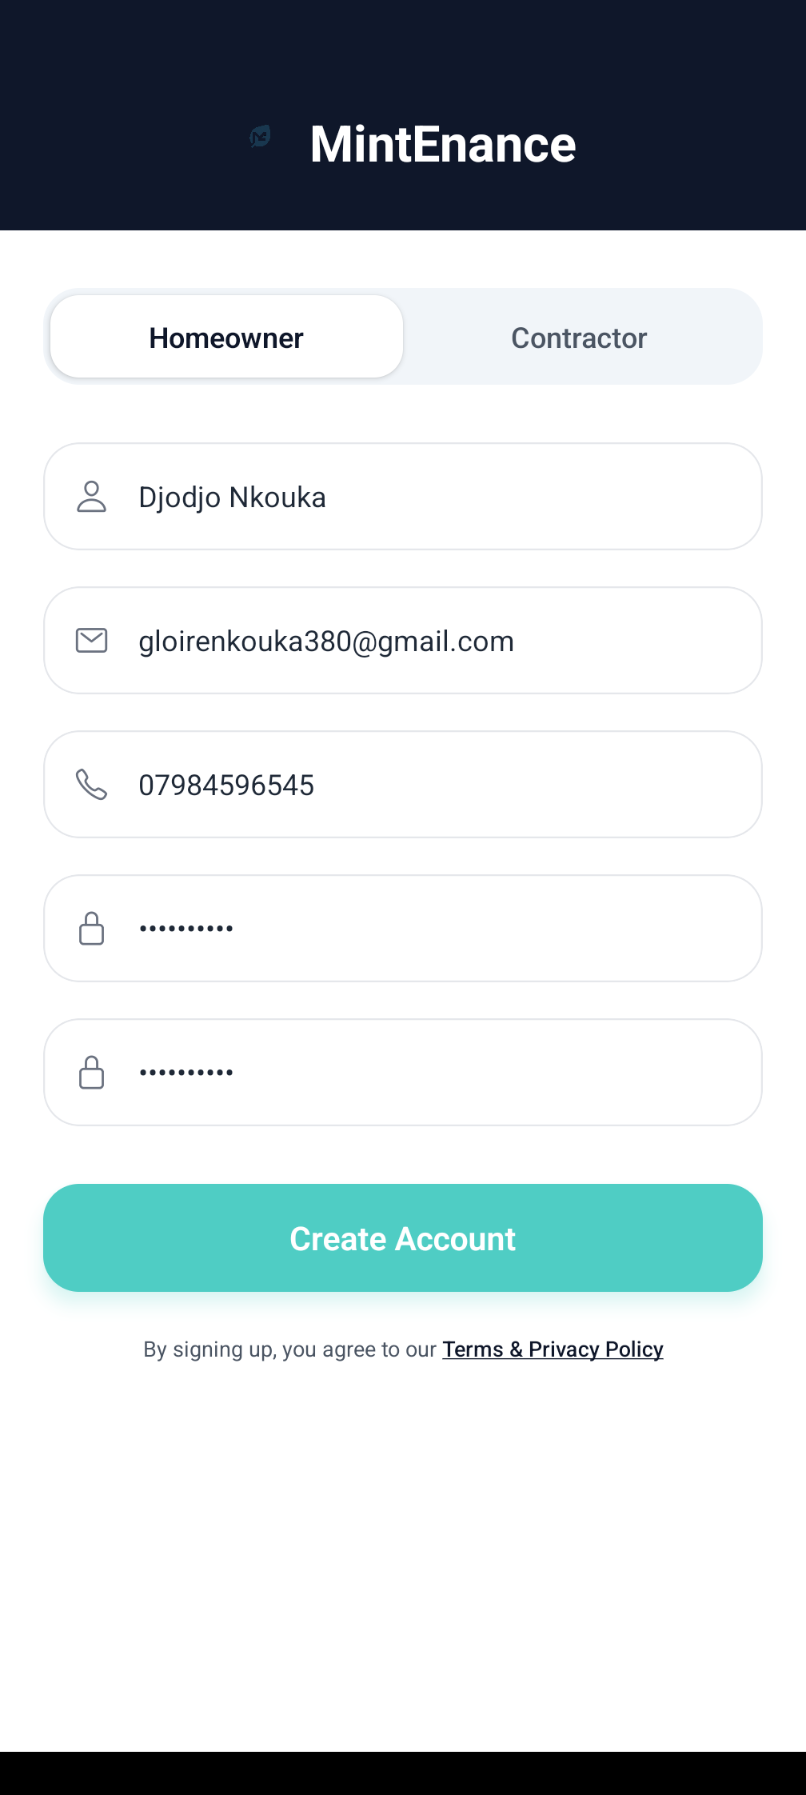 MintEnance
Homeowner
Contractor
Djodjo Nkouka
gloirenkouka380@gmail.com
07984596545
••••••••••
••••••••••
Create Account
By signing up, you agree to our Terms & Privacy Policy